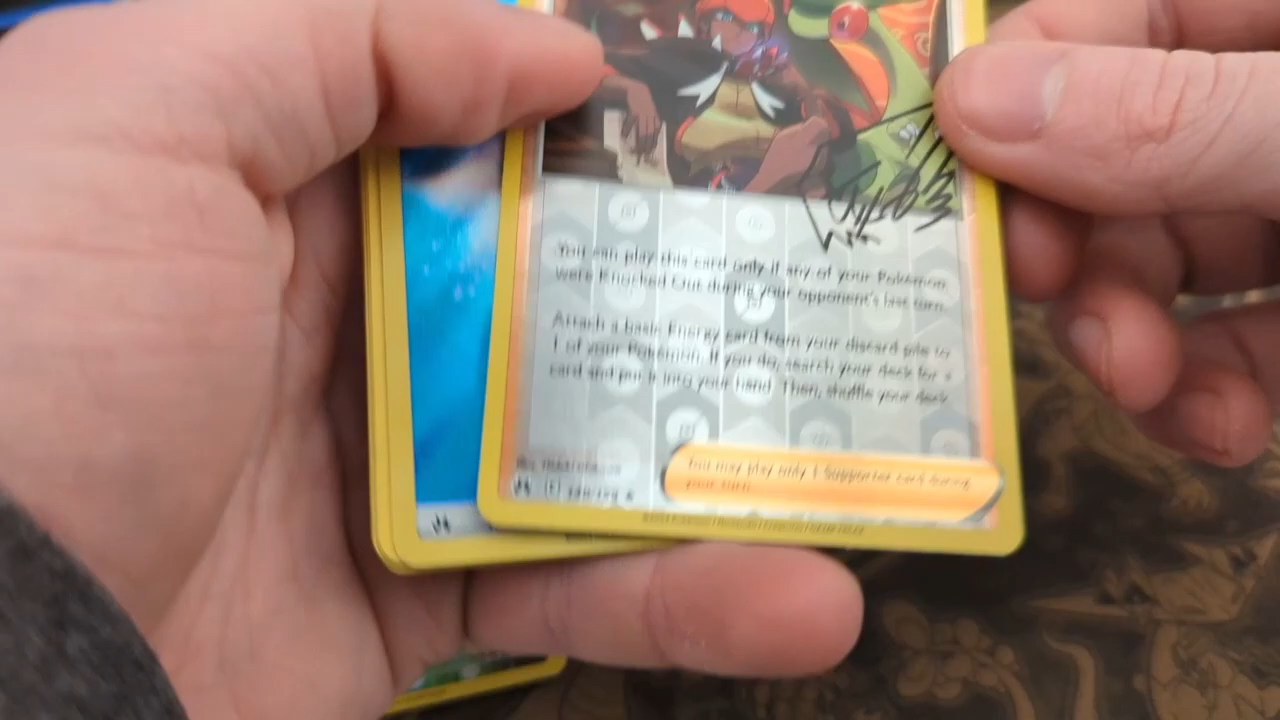 You can play this card only if any of your Pokémon
were Knocked Out during your opponent's last turn.
Attach a basic Energy card from your discard pile to
1 of your Pokémon. If you do, search your deck for a
card and put it into your hand. Then, shuffle your deck.
You may play only 1 Supporter card during
your turn.